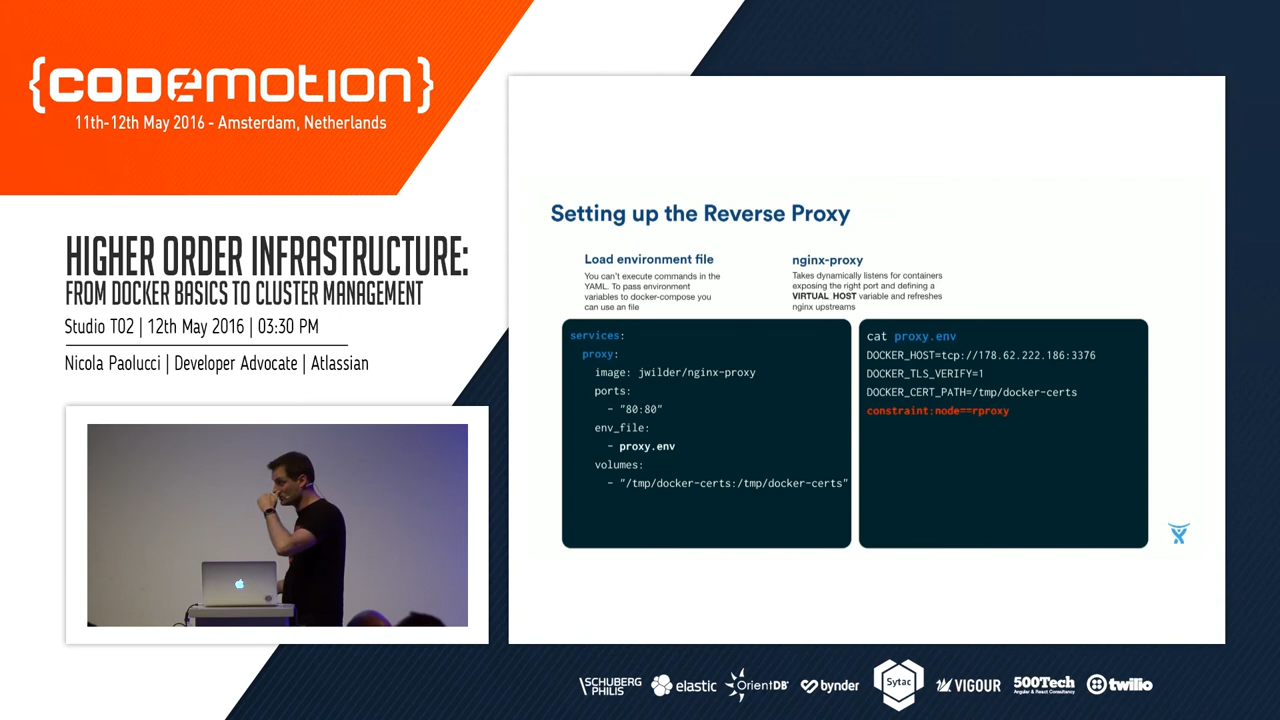 {CODEMOTION}
11th-12th May 2016 - Amsterdam, Netherlands
HIGHER ORDER INFRASTRUCTURE:
FROM DOCKER BASICS TO CLUSTER MANAGEMENT
Studio T02 | 12th May 2016 | 03:30 PM
Nicola Paolucci | Developer Advocate | Atlassian
Setting up the Reverse Proxy
Load environment file
You can't execute commands in the
YAML. To pass environment
variables to docker-compose you
can use an file
nginx-proxy
Takes dynamically listens for containers
exposing the right port and defining a
VIRTUAL_HOST variable and refreshes
nginx upstreams
services:
proxy:
image: jwilder/nginx-proxy
ports:
- "80:80"
env_file:
- proxy.env
volumes:
- "/tmp/docker-certs:/tmp/docker-certs"
cat proxy.env
DOCKER_HOST=tcp://178.62.222.186:3376
DOCKER_TLS_VERIFY=1
DOCKER_CERT_PATH=/tmp/docker-certs
constraint:node==rproxy
SCHUBERG
PHILIS
elastic
OrientDB
bynder
Sytac
VIGOUR
500Tech
Angular & React Consultancy
twilio